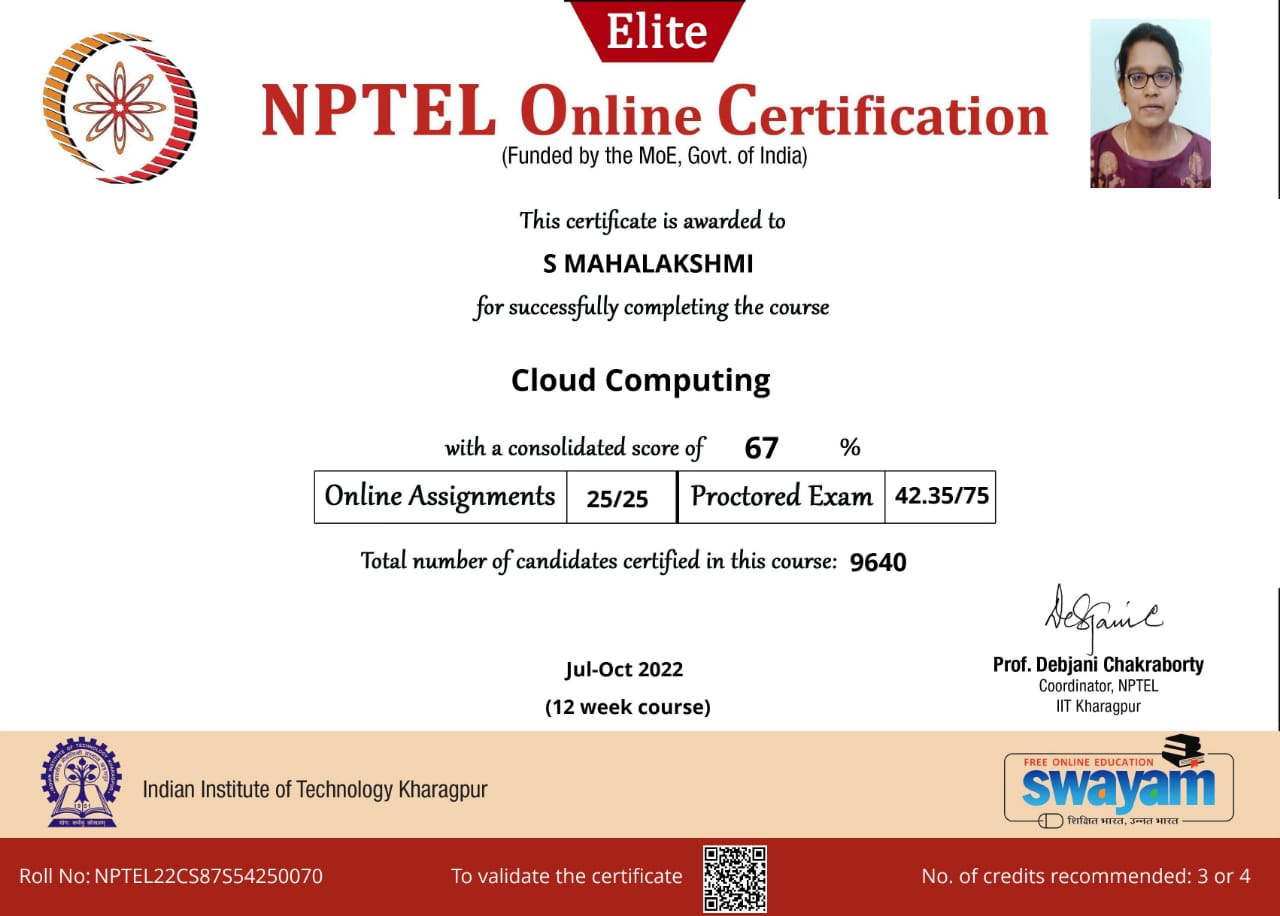 Elite
NPTEL Online Certification
(Funded by the MoE, Govt. of India)
This certificate is awarded to
S MAHALAKSHMI
for successfully completing the course
Cloud Computing
with a consolidated score of 67 %
Online Assignments 25/25 Proctored Exam 42.35/75
Total number of candidates certified in this course: 9640
Jul-Oct 2022
(12 week course)
Prof. Debjani Chakraborty
Coordinator, NPTEL
IIT Kharagpur
Indian Institute of Technology Kharagpur
1951
FREE ONLINE EDUCATION
swayam
शिक्षित भारत, उन्नत भारत
Roll No: NPTEL22CS87S54250070
To validate the certificate
No. of credits recommended: 3 or 4